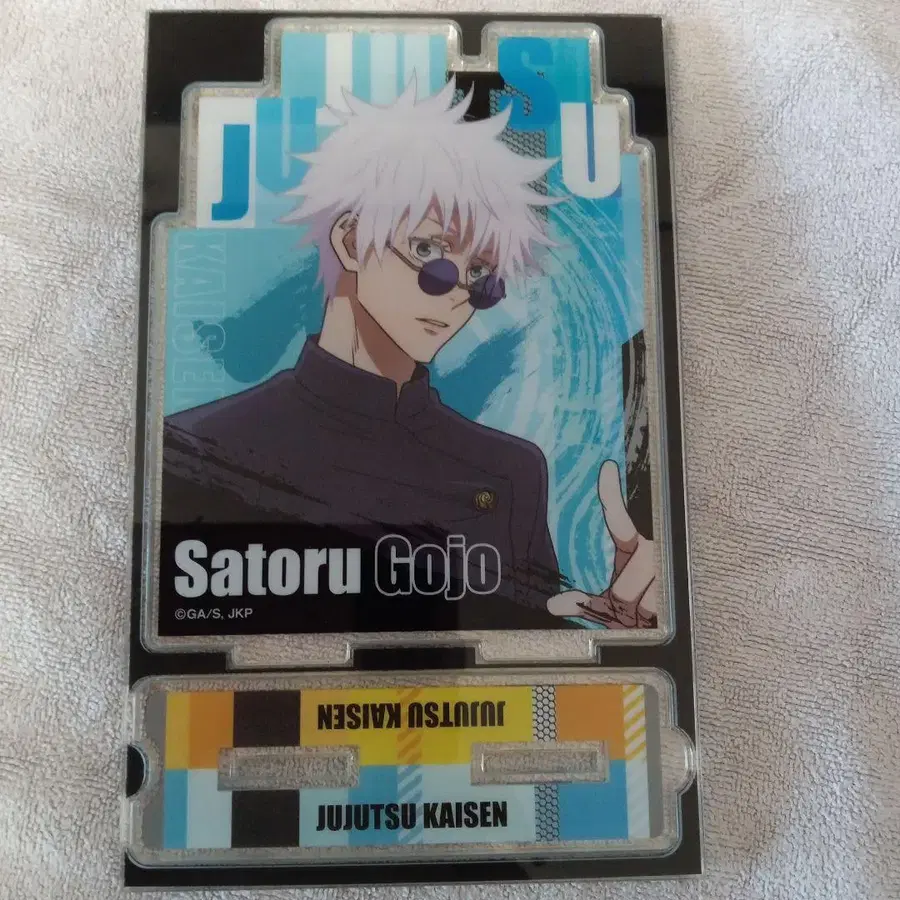 JUJUTSU
KAISEN
Satoru Gojo
©GA/S, JKP
JUJUTSU KAISEN
JUJUTSU KAISEN